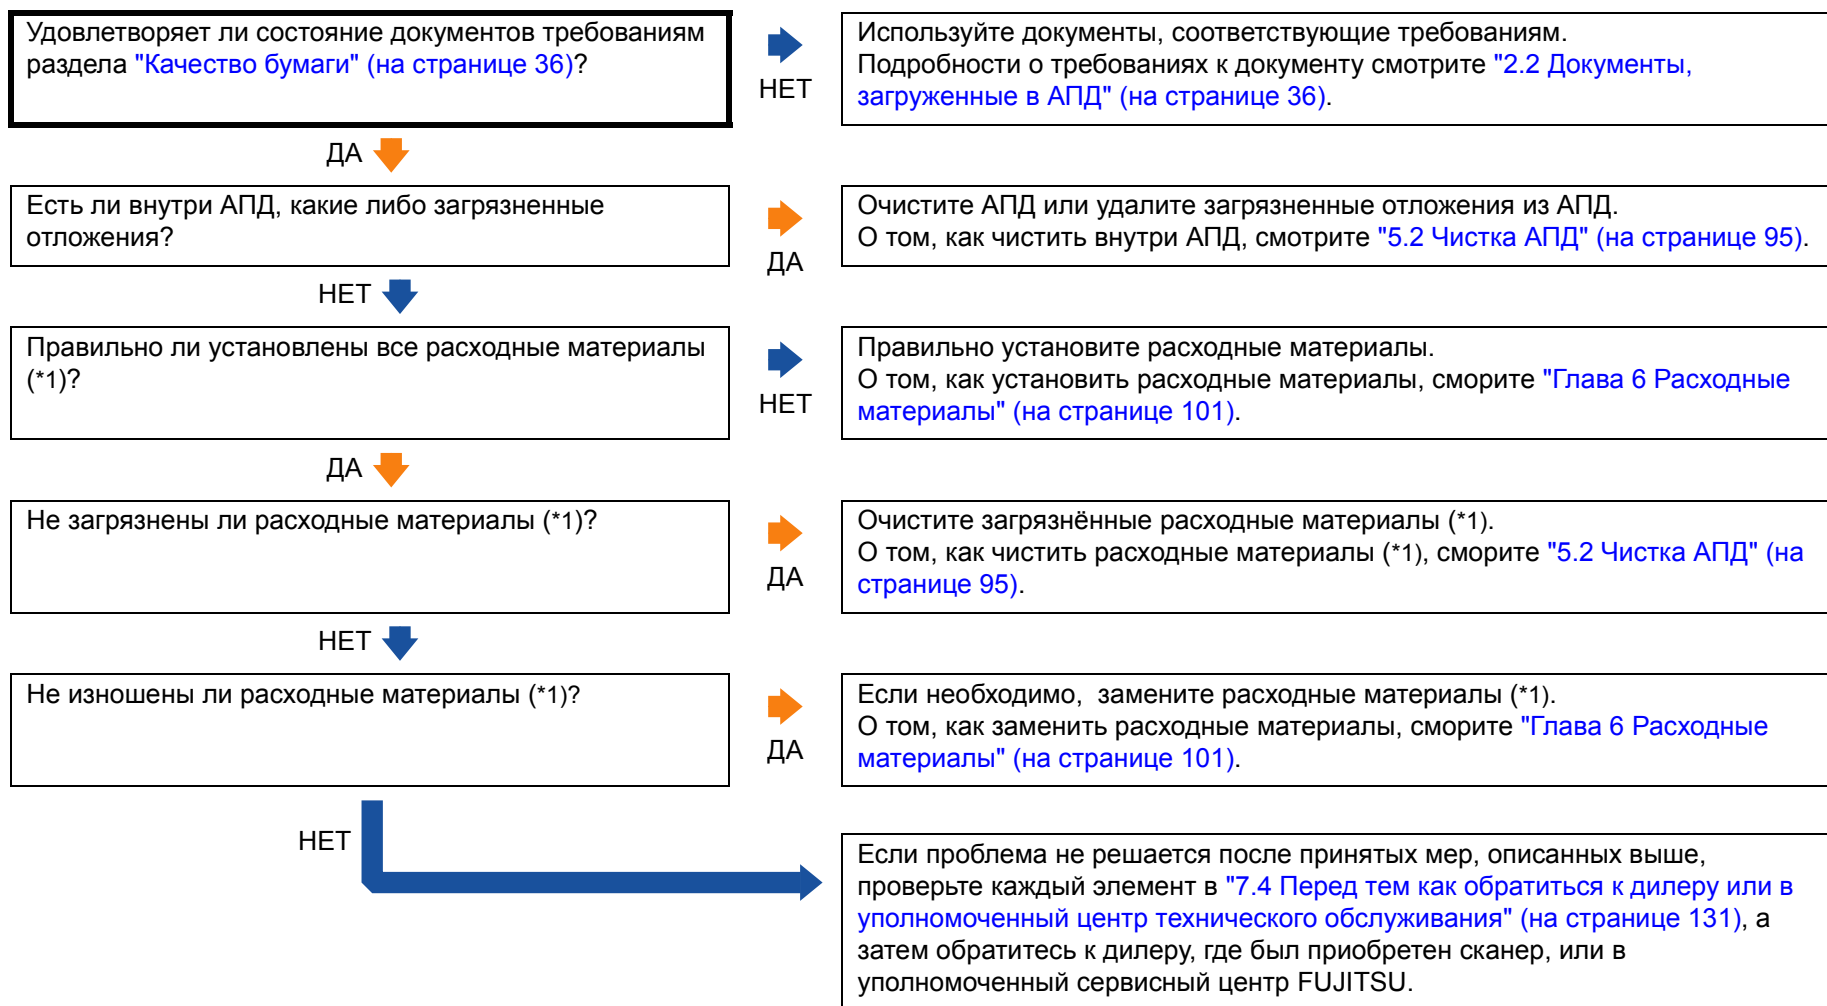 Удовлетворяет ли состояние документов требованиям
раздела "Качество бумаги" (на странице 36)?
НЕТ
Используйте документы, соответствующие требованиям.
Подробности о требованиях к документу смотрите "2.2 Документы,
загруженные в АПД" (на странице 36).
ДА
Есть ли внутри АПД, какие либо загрязненные
отложения?
ДА
Очистите АПД или удалите загрязненные отложения из АПД.
О том, как чистить внутри АПД, смотрите "5.2 Чистка АПД" (на странице 95).
НЕТ
Правильно ли установлены все расходные материалы
(*1)?
НЕТ
Правильно установите расходные материалы.
О том, как установить расходные материалы, сморите "Глава 6 Расходные
материалы" (на странице 101).
ДА
Не загрязнены ли расходные материалы (*1)?
ДА
Очистите загрязнённые расходные материалы (*1).
О том, как чистить расходные материалы (*1), сморите "5.2 Чистка АПД" (на
странице 95).
НЕТ
Не изношены ли расходные материалы (*1)?
ДА
Если необходимо,  замените расходные материалы (*1).
О том, как заменить расходные материалы, сморите "Глава 6 Расходные
материалы" (на странице 101).
НЕТ
Если проблема не решается после принятых мер, описанных выше,
проверьте каждый элемент в "7.4 Перед тем как обратиться к дилеру или в
уполномоченный центр технического обслуживания" (на странице 131), а
затем обратитесь к дилеру, где был приобретен сканер, или в
уполномоченный сервисный центр FUJITSU.